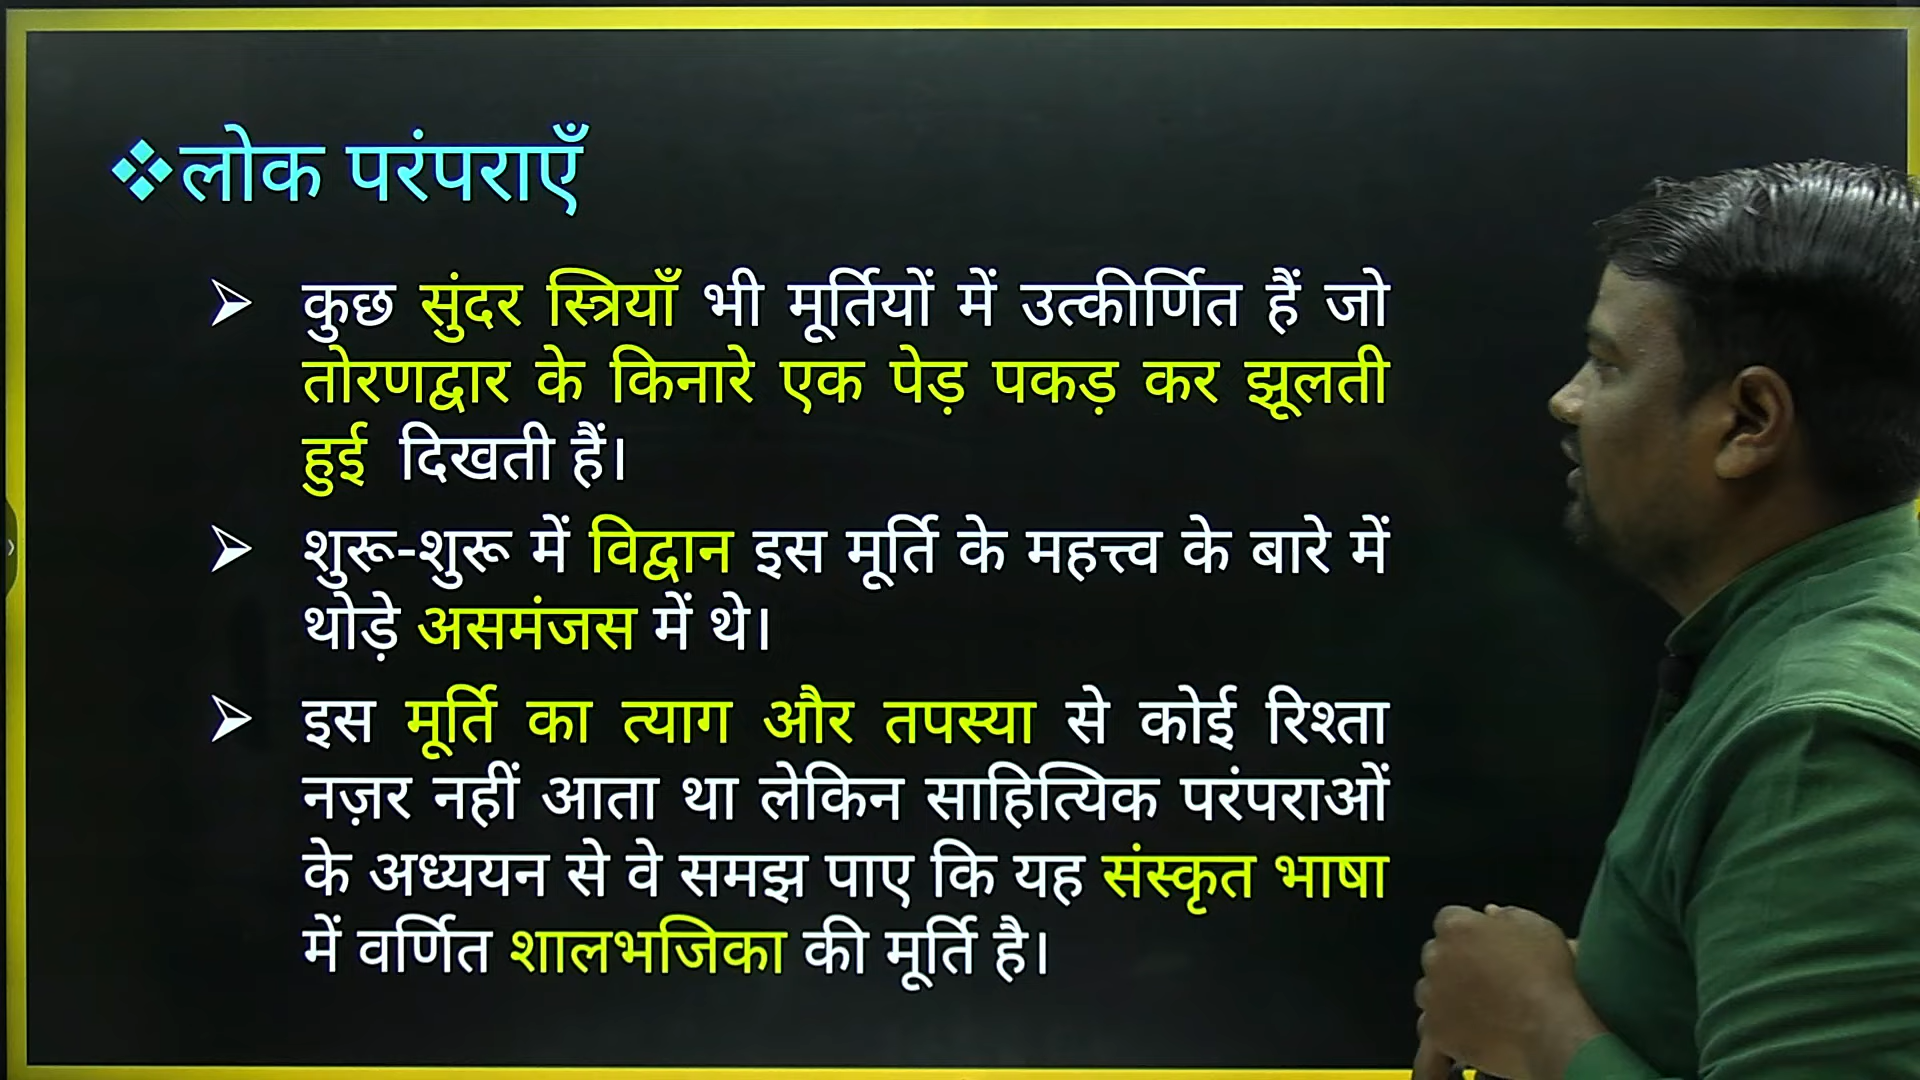 ❖लोक परंपराएँ
➢ कुछ सुंदर स्त्रियाँ भी मूर्तियों में उत्कीर्णित हैं जो
तोरणद्वार के किनारे एक पेड़ पकड़ कर झूलती
हुई दिखती हैं।
➢ शुरू-शुरू में विद्वान इस मूर्ति के महत्त्व के बारे में
थोड़े असमंजस में थे।
➢ इस मूर्ति का त्याग और तपस्या से कोई रिश्ता
नज़र नहीं आता था लेकिन साहित्यिक परंपराओं
के अध्ययन से वे समझ पाए कि यह संस्कृत भाषा
में वर्णित शालभजिका की मूर्ति है।